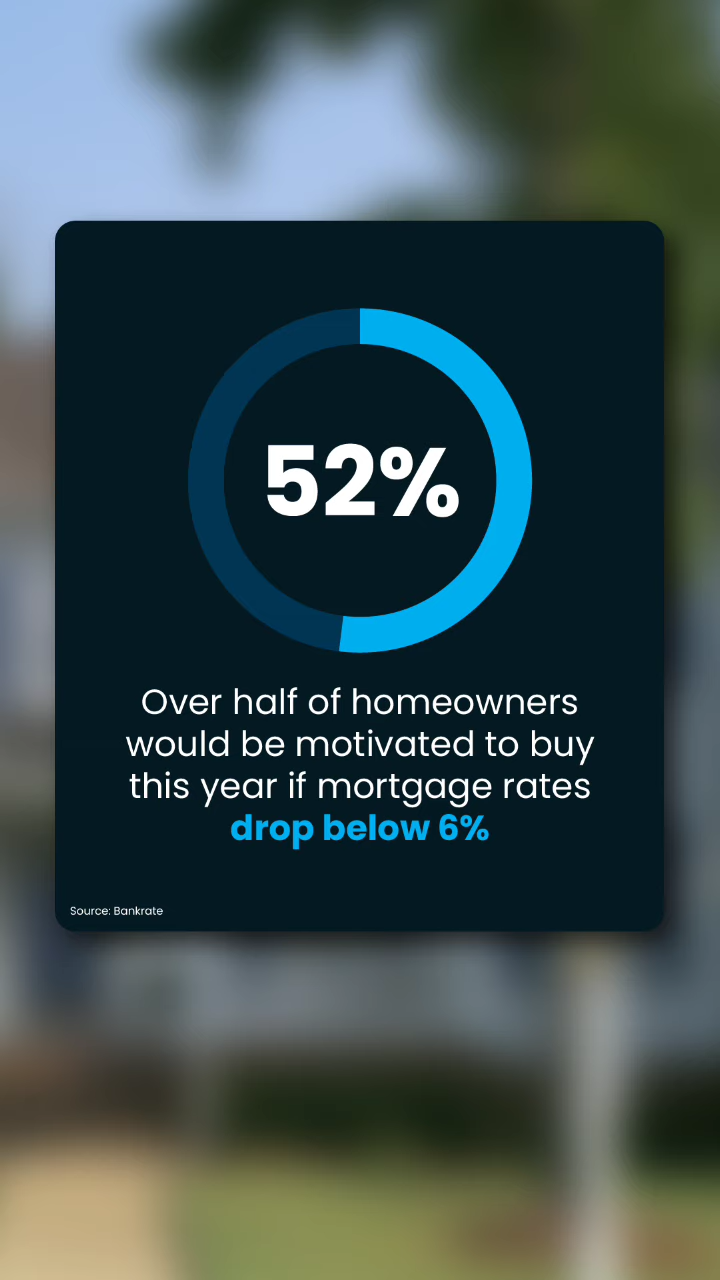 52%
Over half of homeowners
would be motivated to buy
this year if mortgage rates
drop below 6%
Source: Bankrate